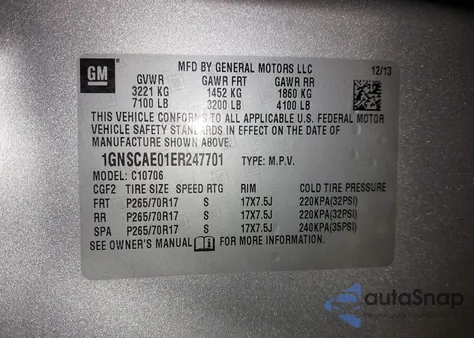 GM
MFD BY GENERAL MOTORS LLC
12/13
GVWR GAWR FRT GAWR RR
3221 KG 1452 KG 1860 KG
7100 LB 3200 LB 4100 LB
THIS VEHICLE CONFORMS TO ALL APPLICABLE U.S. FEDERAL MOTOR
VEHICLE SAFETY STANDARDS IN EFFECT ON THE DATE OF
MANUFACTURE SHOWN ABOVE.
1GNSCAE01ER247701 TYPE: M.P.V.
MODEL: C10706
CGF2 TIRE SIZE SPEED RTG RIM COLD TIRE PRESSURE
FRT P265/70R17 S 17X7.5J 220KPA(32PSI)
RR P265/70R17 S 17X7.5J 220KPA(32PSI)
SPA P265/70R17 S 17X7.5J 240KPA(35PSI)
SEE OWNER'S MANUAL FOR MORE INFORMATION.
autaSnap